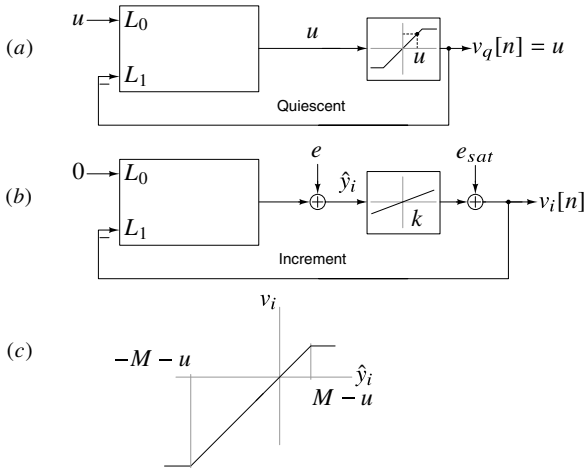 (a)
u
L₀
L₁
u
u
v_q[n] = u
Quiescent
(b)
0
L₀
L₁
e
ŷ_i
k
e_sat
v_i[n]
Increment
(c)
v_i
−M − u
ŷ_i
M − u